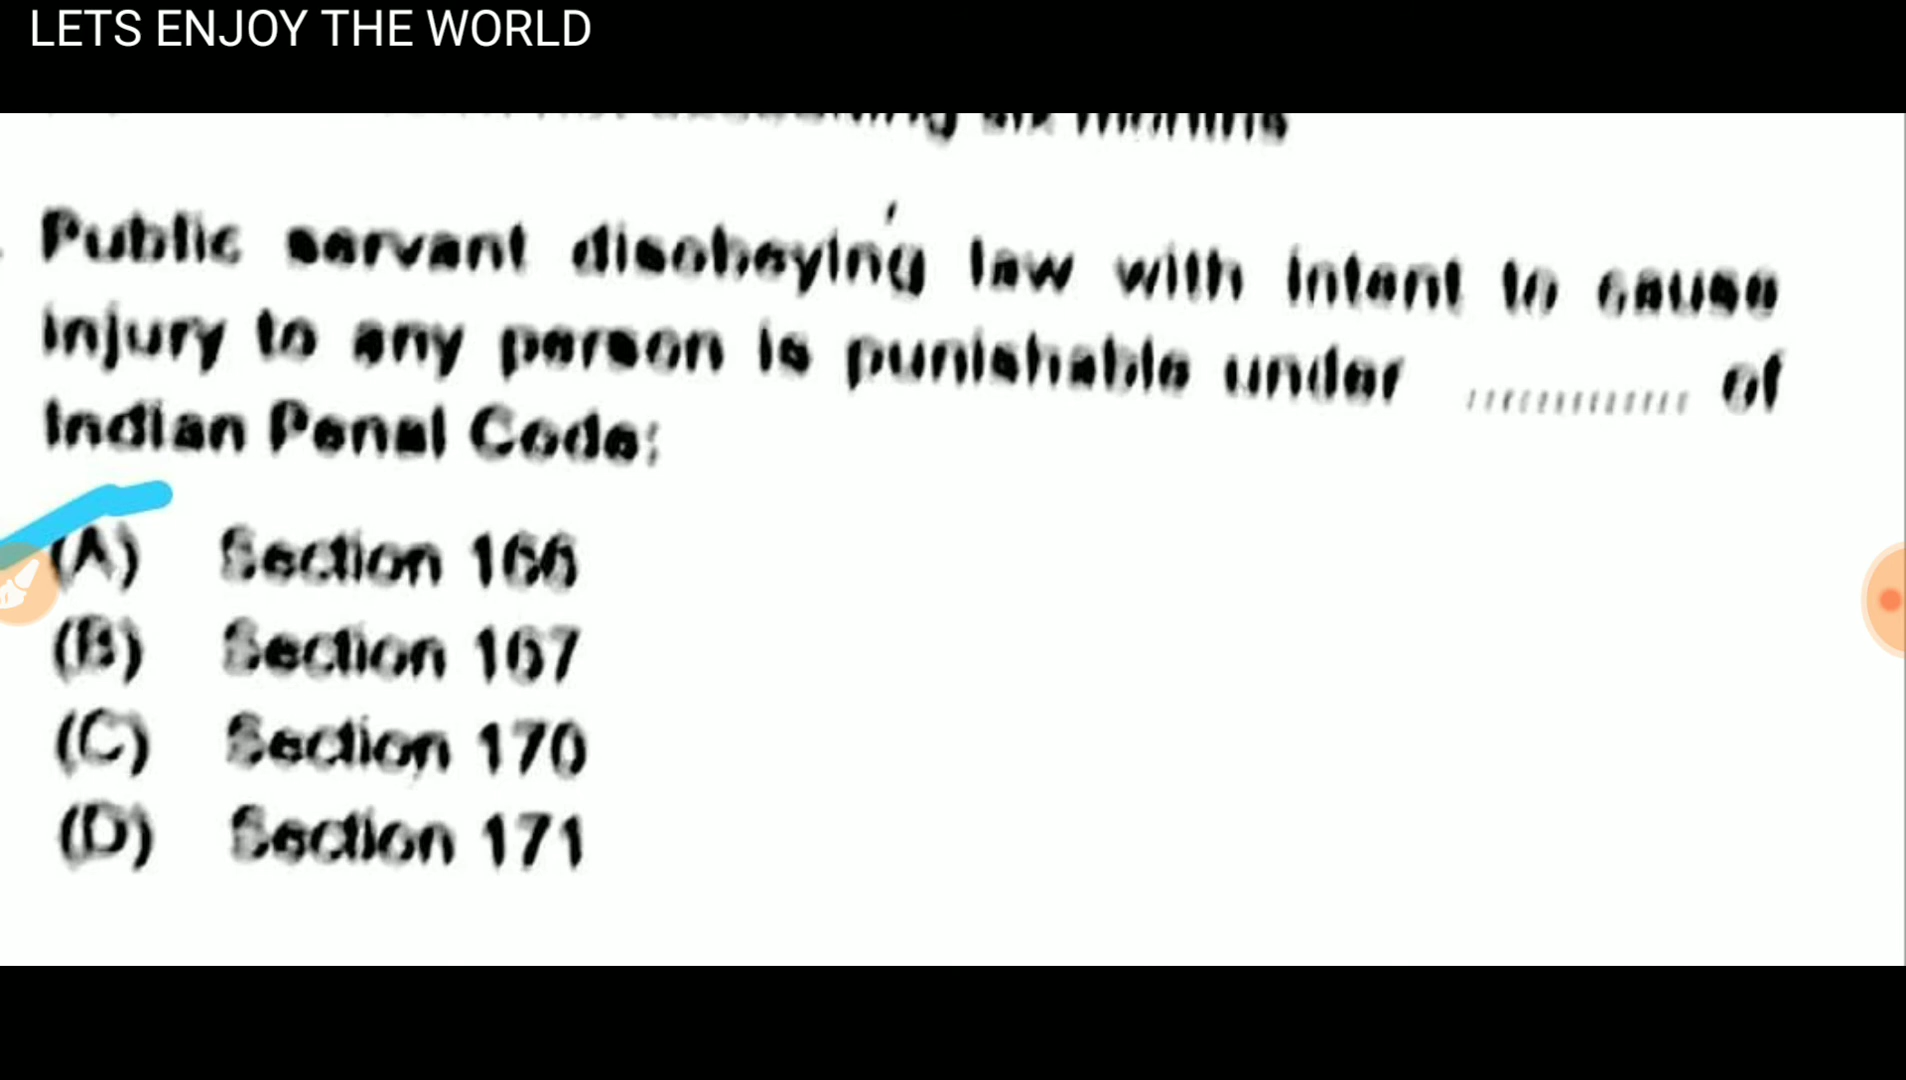 LETS ENJOY THE WORLD
Public servant disobeying law with intent to cause
injury to any person is punishable under ............. of
Indian Penal Code:
(A) Section 166
(B) Section 167
(C) Section 170
(D) Section 171